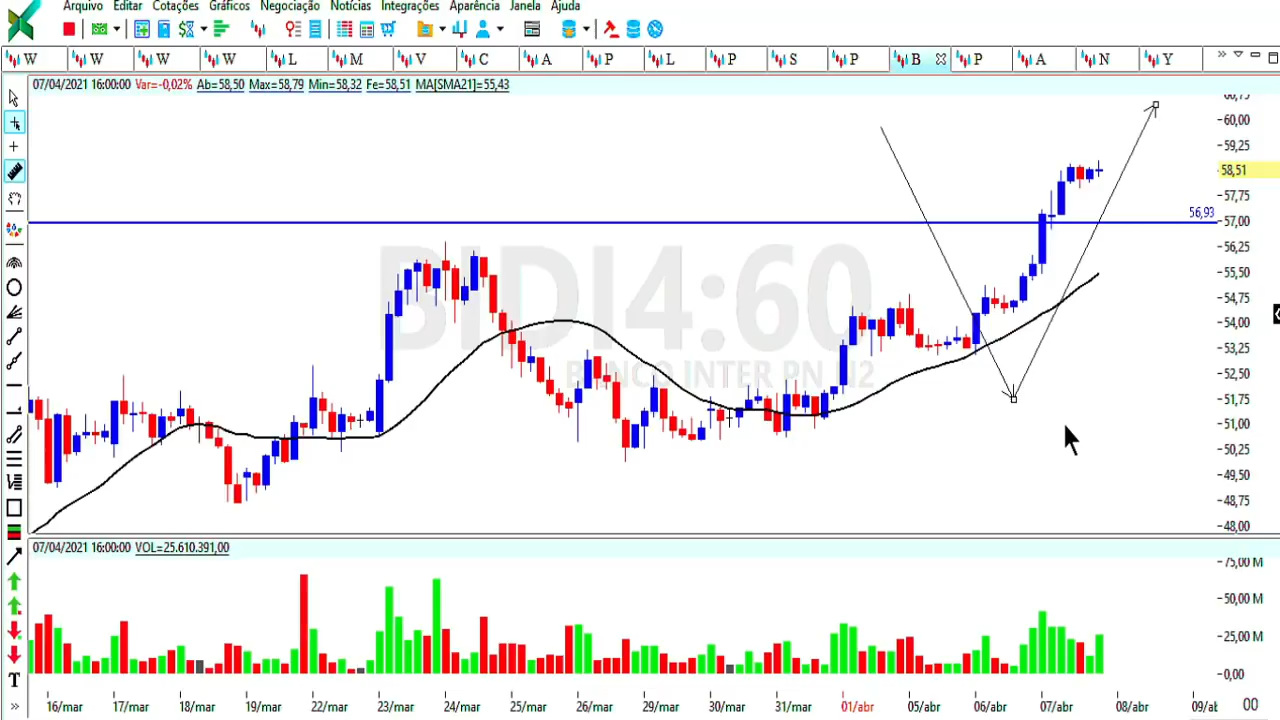 Arquivo Editar Cotações Gráficos Negociação Notícias Integrações Aparência Janela Ajuda
W W W W L M V C A P L P S P B P A N Y
07/04/2021 16:00:00 Var=-0,02% Ab=58,50 Max=58,79 Min=58,32 Fe=58,51 MA[SMA21]=55,43
60,75
60,00
59,25
58,51
57,75
56,93
57,00
56,25
55,50
54,75
54,00
53,25
52,50
51,75
51,00
50,25
49,50
48,75
48,00
BIDI4:60
BANCO INTER PN N2
07/04/2021 16:00:00 VOL=25.610.391,00
75,00 M
50,00 M
25,00 M
0,00
T
16/mar 17/mar 18/mar 19/mar 22/mar 23/mar 24/mar 25/mar 26/mar 29/mar 30/mar 31/mar 01/abr 05/abr 06/abr 07/abr 08/abr 09/ab 00